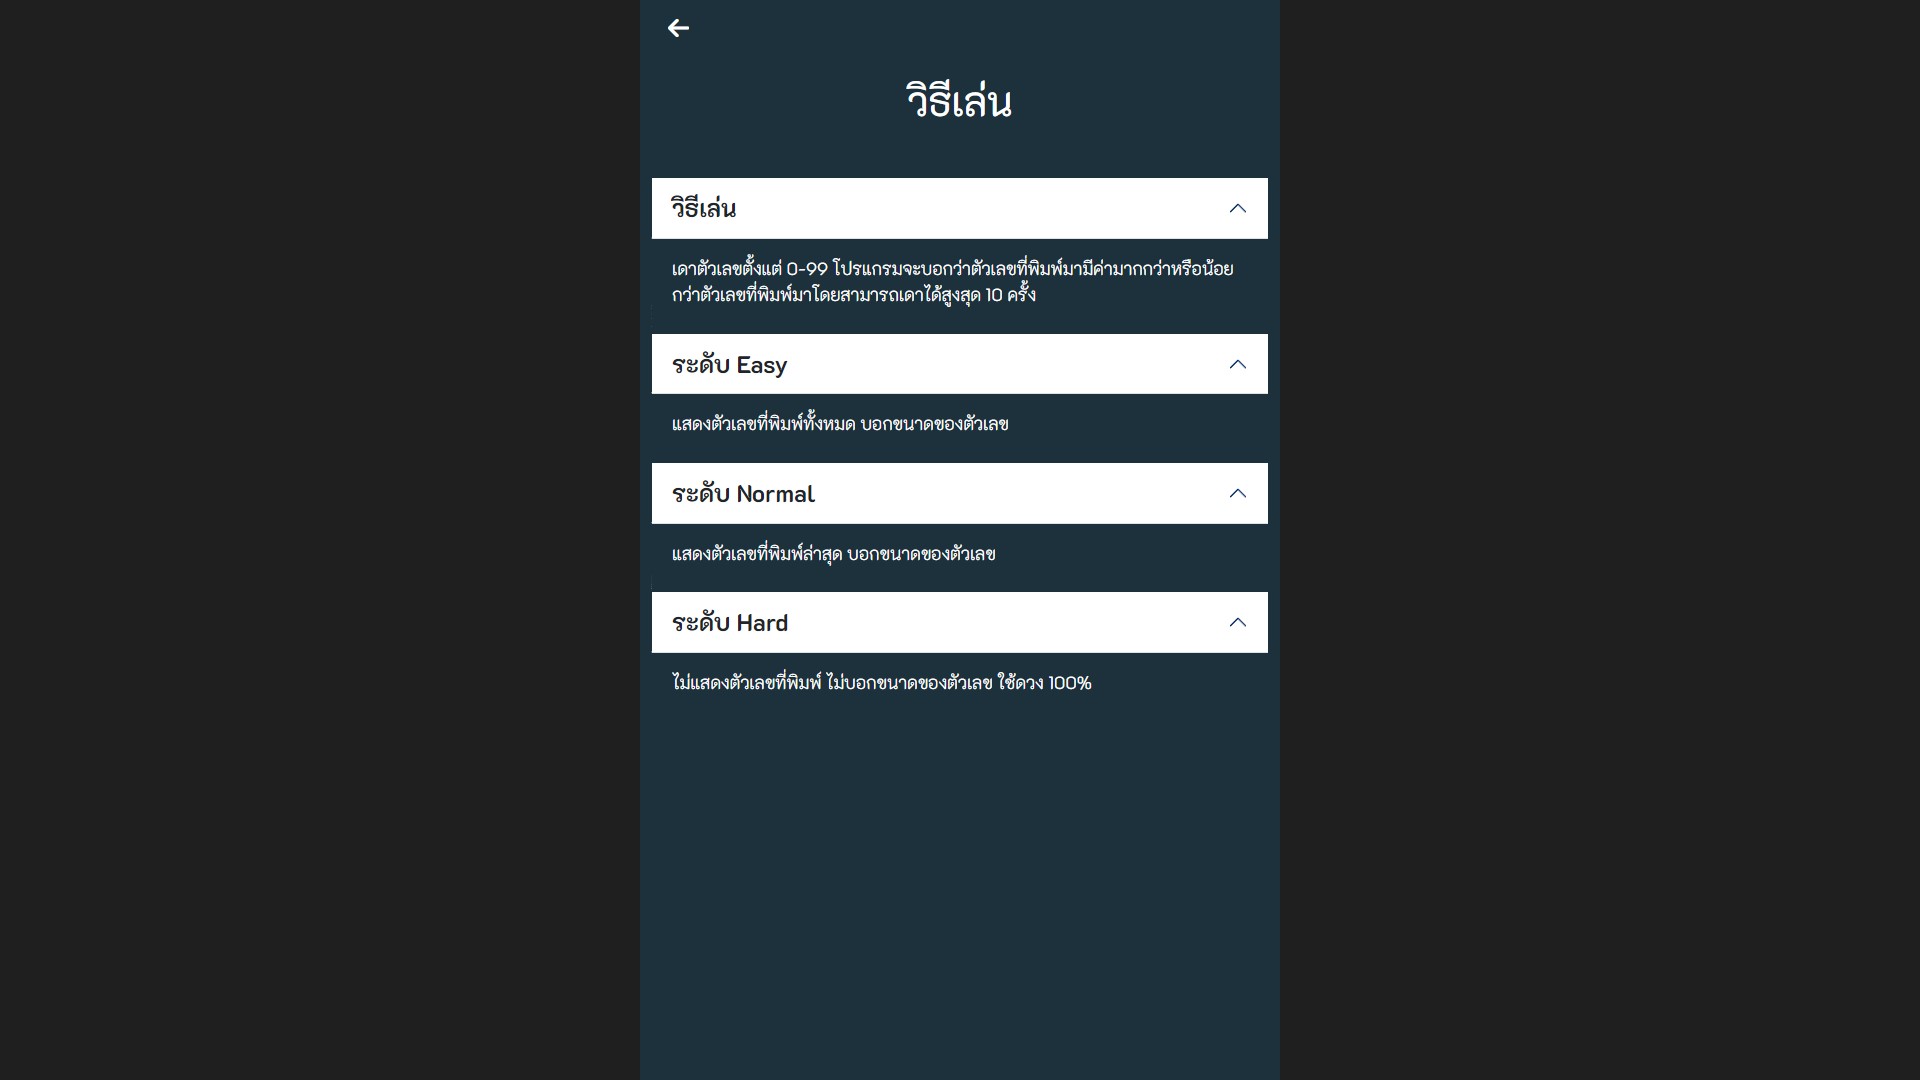 วิธีเล่น
วิธีเล่น
เดาตัวเลขตั้งแต่ 0-99 โปรแกรมจะบอกว่าตัวเลขที่พิมพ์มามีค่ามากกว่าหรือน้อย
กว่าตัวเลขที่พิมพ์มาโดยสามารถเดาได้สูงสุด 10 ครั้ง
ระดับ Easy
แสดงตัวเลขที่พิมพ์ทั้งหมด บอกขนาดของตัวเลข
ระดับ Normal
แสดงตัวเลขที่พิมพ์ล่าสุด บอกขนาดของตัวเลข
ระดับ Hard
ไม่แสดงตัวเลขที่พิมพ์ ไม่บอกขนาดของตัวเลข ใช้ดวง 100%